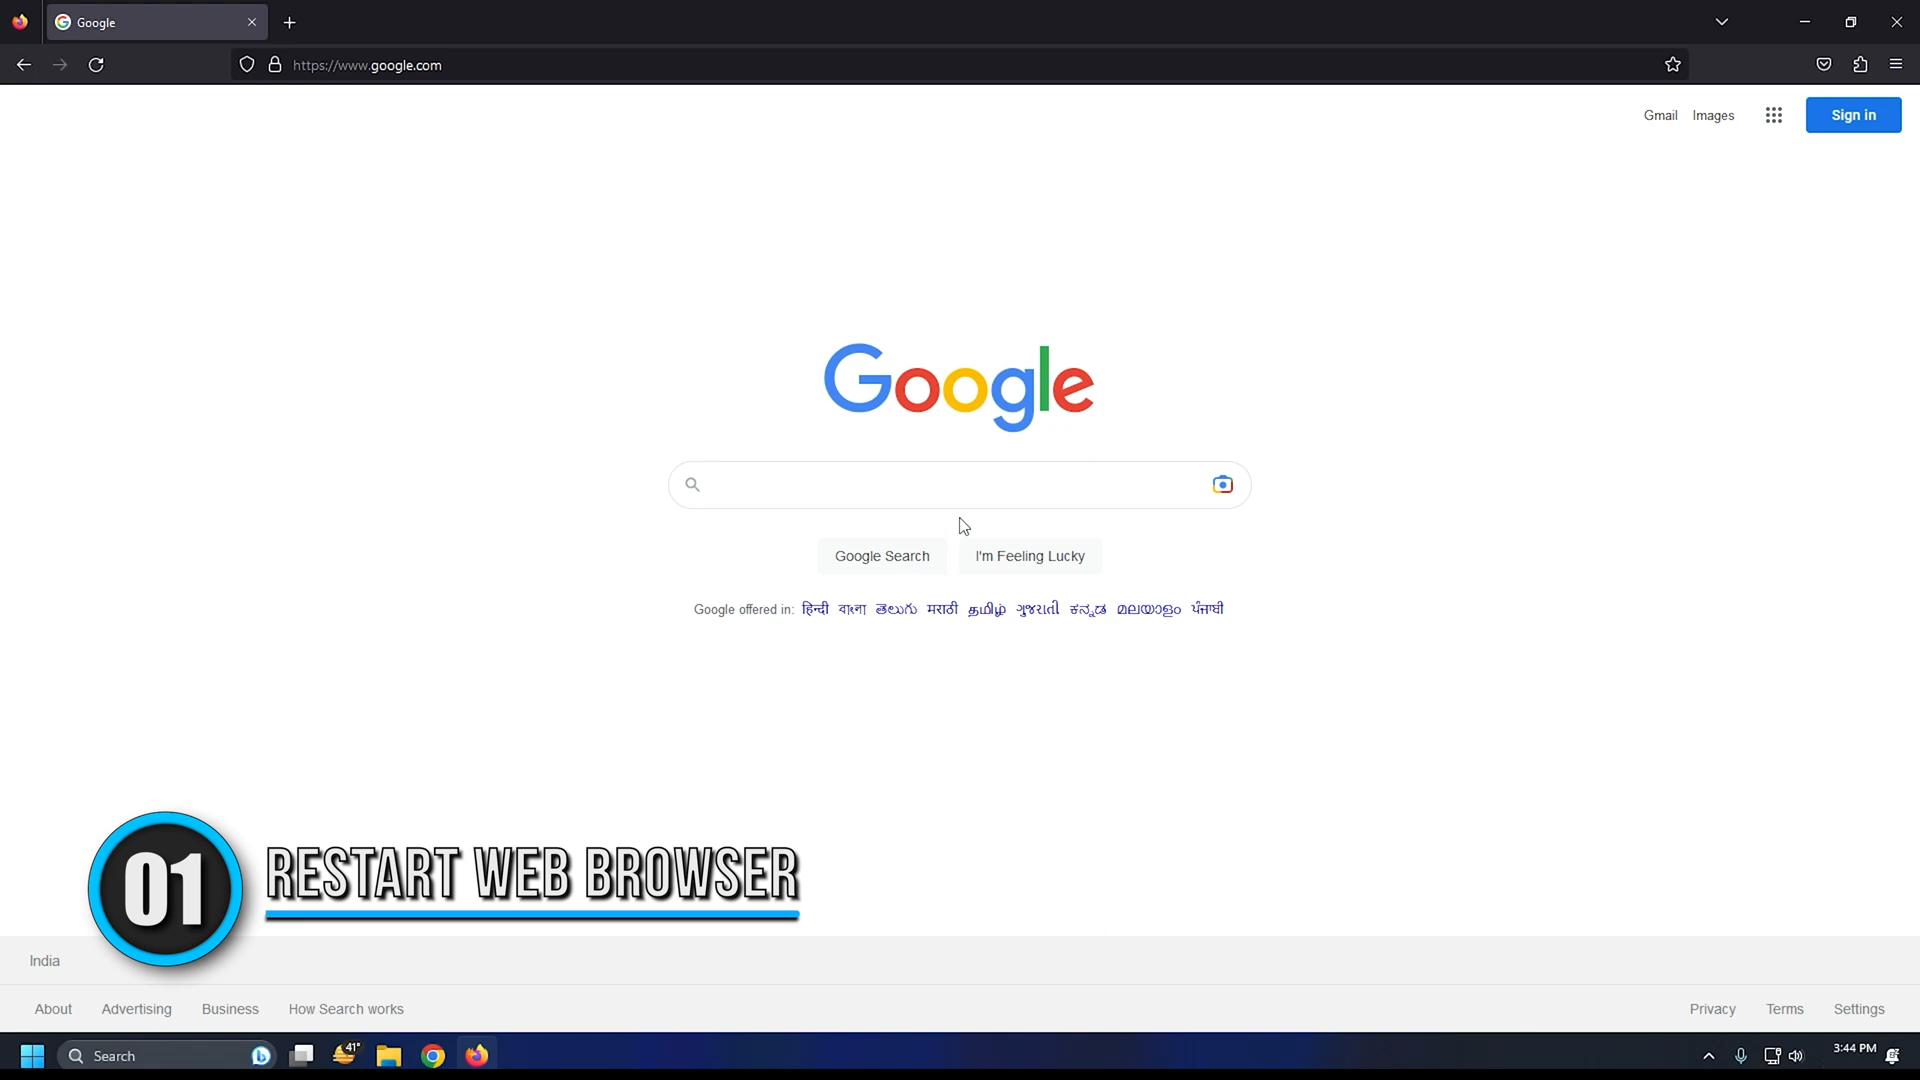 Google
https://www.google.com
Gmail Images Sign in
Google
Google Search I'm Feeling Lucky
Google offered in: हिन्दी বাংলা తెలుగు मराठी தமிழ் ગુજરાતી ಕನ್ನಡ മലയാളം ਪੰਜਾਬੀ
01 RESTART WEB BROWSER
India
About Advertising Business How Search works Privacy Terms Settings
Search 41° 3:44 PM